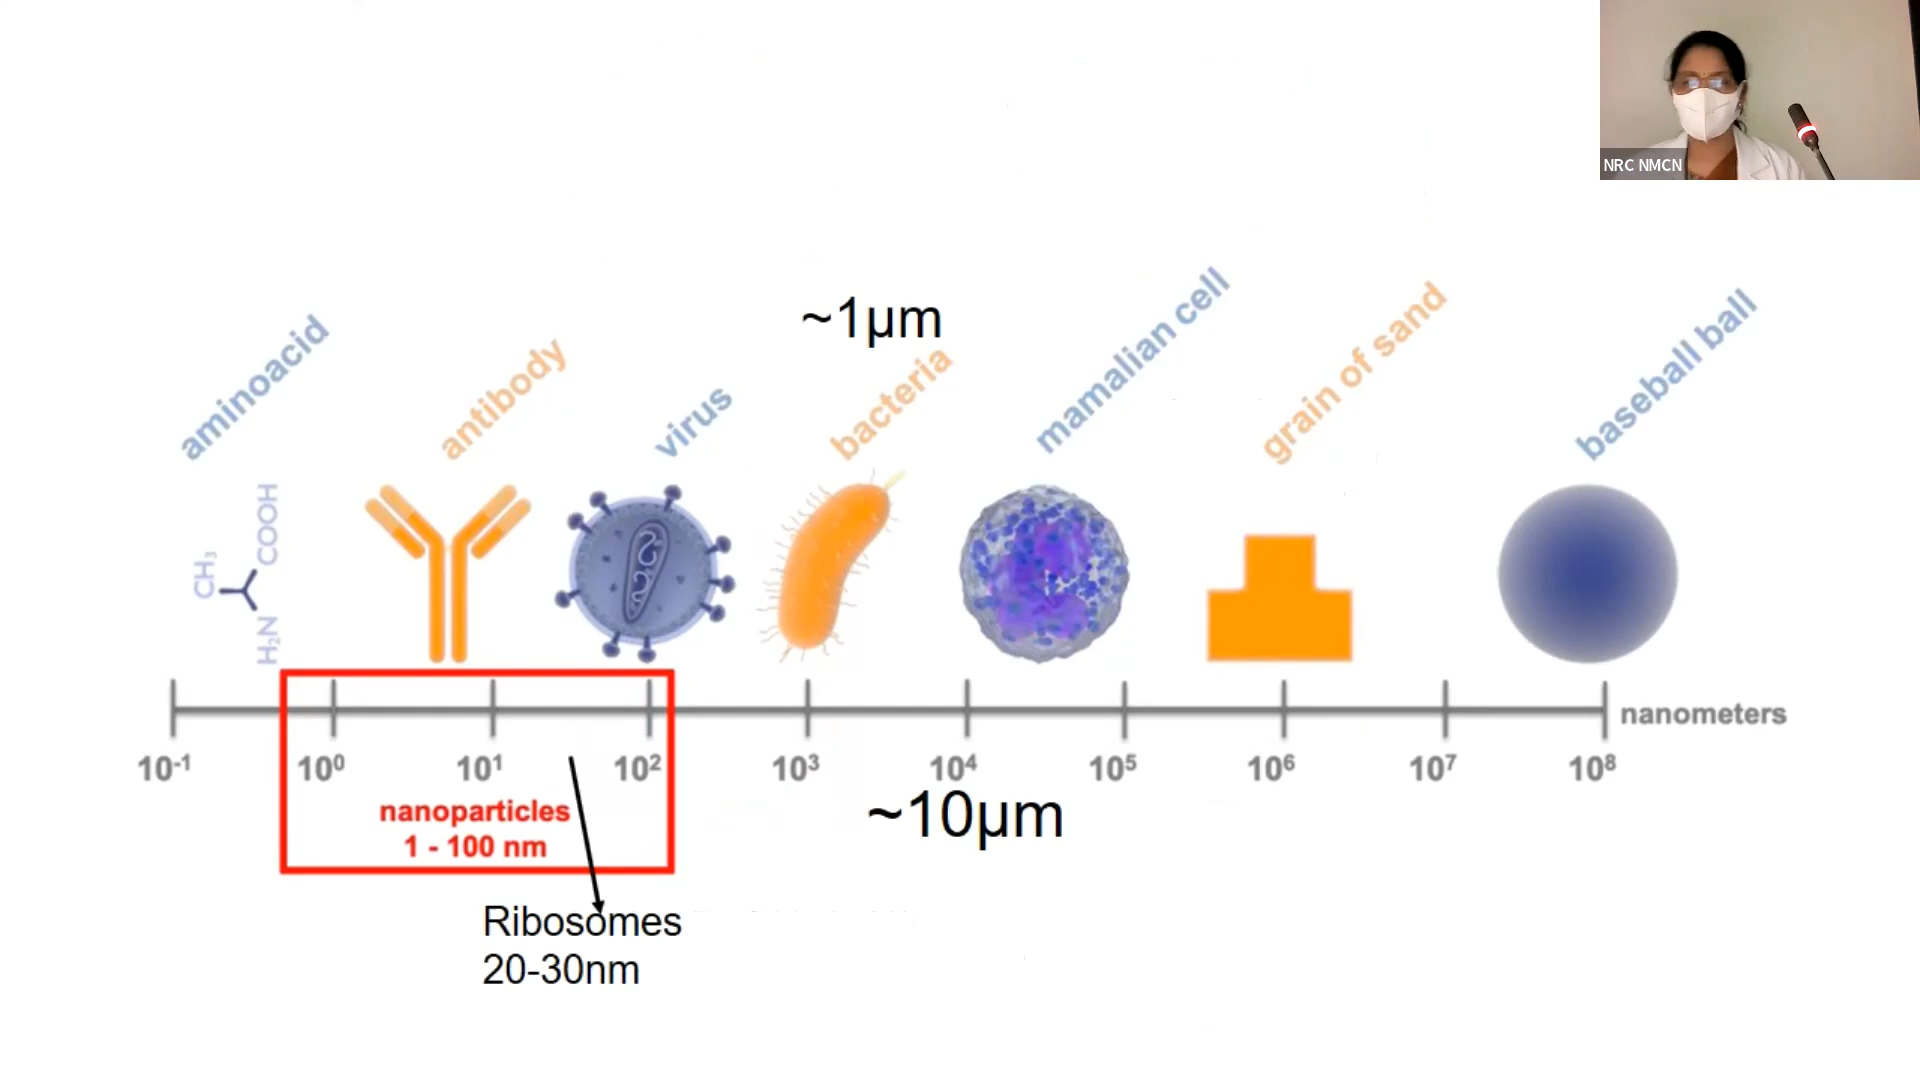 NRC NMCN
~1µm
aminoacid
antibody
virus
bacteria
mamalian cell
grain of sand
baseball ball
CH₃
COOH
H₂N
nanometers
10⁻¹ 10⁰ 10¹ 10² 10³ 10⁴ 10⁵ 10⁶ 10⁷ 10⁸
nanoparticles
1 - 100 nm
~10µm
Ribosomes
20-30nm